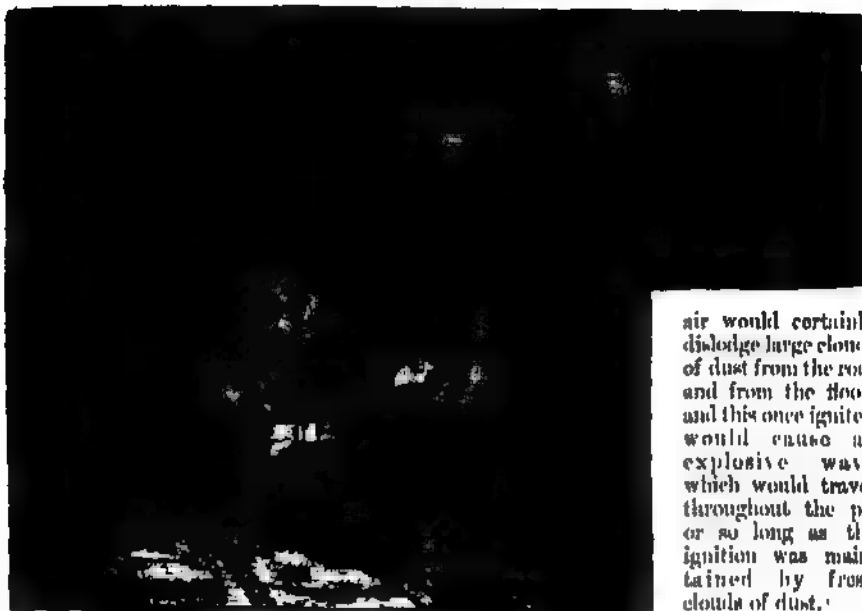 air would certainl
dislodge large cloud
of dust from the roo
and from the floo
and this once ignite
would cause a
explosive wav
which would trave
throughout the p
or so long as th
ignition was main
tained by fres
clouds of dust.